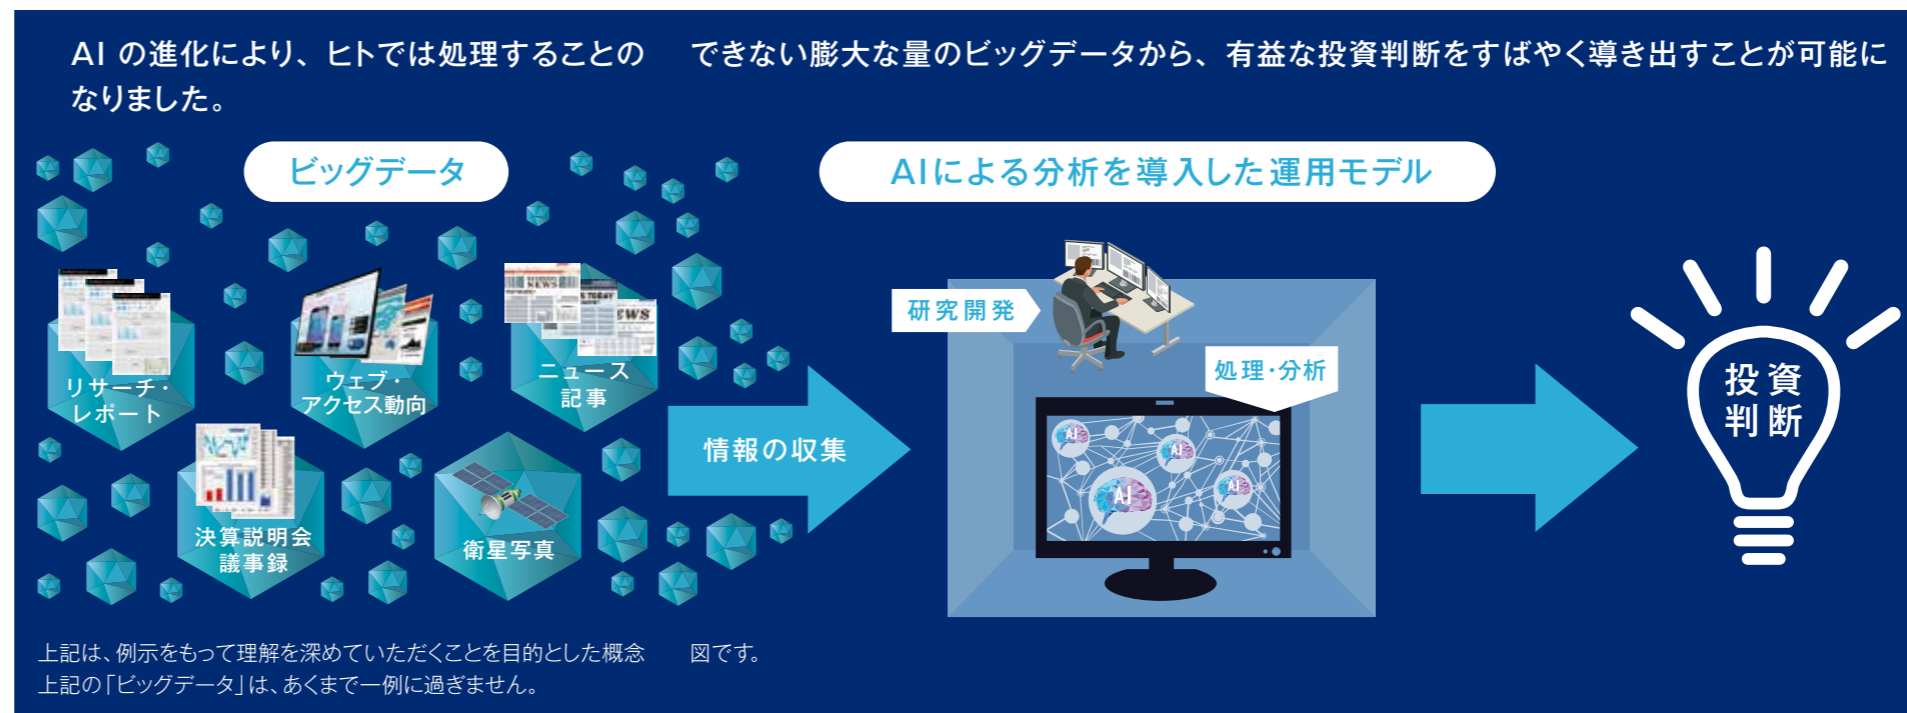 AI の進化により、ヒトでは処理することの できない膨大な量のビッグデータから、有益な投資判断をすばやく導き出すことが可能に
なりました。
ビッグデータ
AIによる分析を導入した運用モデル
リサーチ・
レポート
ウェブ・
アクセス動向
NEWS
TODAY
EWS
ニュース
記事
決算説明会
議事録
衛星写真
情報の収集
研究開発
処理・分析
AI
AI
AI
AI
投資
判断
上記は、例示をもって理解を深めていただくことを目的とした概念 図です。
上記の「ビッグデータ」は、あくまで一例に過ぎません。